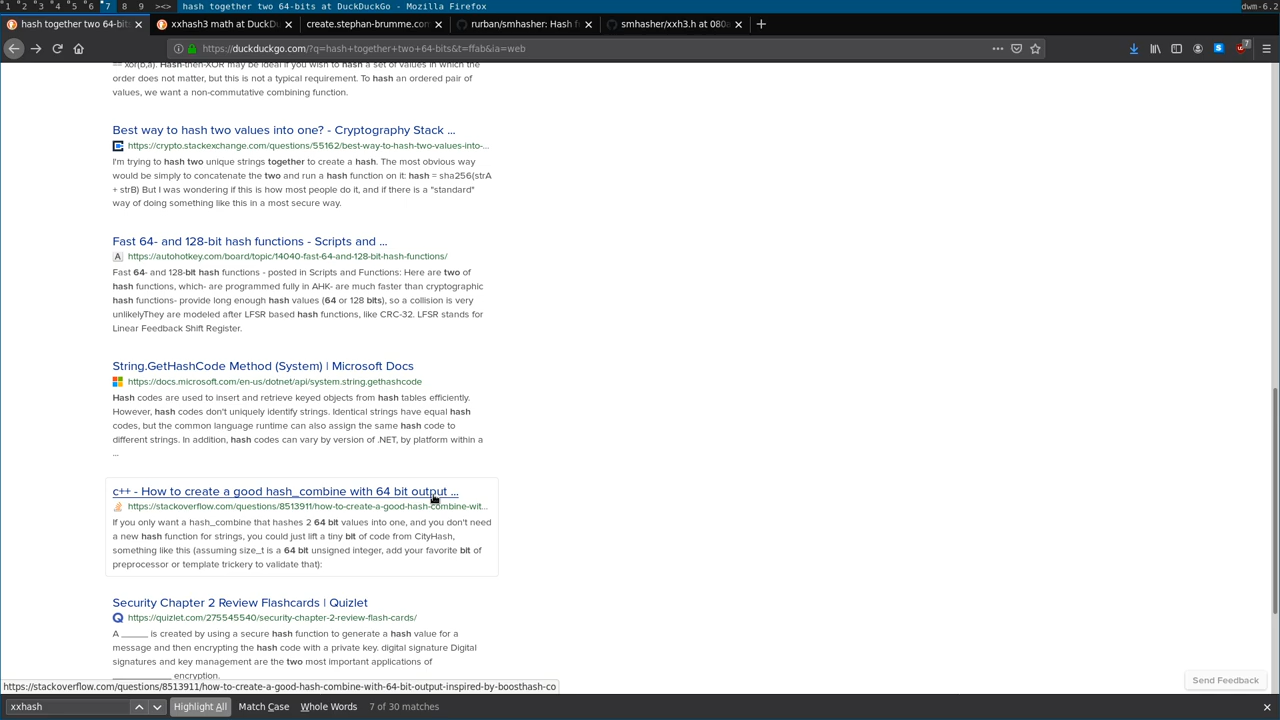 1 2 3 4 5 6 7 8 9 ><> hash together two 64-bits at DuckDuckGo - Mozilla Firefox dwm-6.2
hash together two 64-bits xxhash3 math at DuckDu create.stephan-brumme.com rurban/smhasher: Hash f smhasher/xxh3.h at 080a
https://duckduckgo.com/?q=hash+together+two+64-bits&t=ffab&ia=web
7
== xor(b,a). Hash-then-XOR may be ideal if you wish to hash a set of values in which the
order does not matter, but this is not a typical requirement. To hash an ordered pair of
values, we want a non-commutative combining function.
Best way to hash two values into one? - Cryptography Stack ...
https://crypto.stackexchange.com/questions/55162/best-way-to-hash-two-values-into-...
I'm trying to hash two unique strings together to create a hash. The most obvious way
would be simply to concatenate the two and run a hash function on it: hash = sha256(strA
+ strB) But I was wondering if this is how most people do it, and if there is a "standard"
way of doing something like this in a most secure way.
Fast 64- and 128-bit hash functions - Scripts and ...
A https://autohotkey.com/board/topic/14040-fast-64-and-128-bit-hash-functions/
Fast 64- and 128-bit hash functions - posted in Scripts and Functions: Here are two of
hash functions, which- are programmed fully in AHK- are much faster than cryptographic
hash functions- provide long enough hash values (64 or 128 bits), so a collision is very
unlikelyThey are modeled after LFSR based hash functions, like CRC-32. LFSR stands for
Linear Feedback Shift Register.
String.GetHashCode Method (System) | Microsoft Docs
https://docs.microsoft.com/en-us/dotnet/api/system.string.gethashcode
Hash codes are used to insert and retrieve keyed objects from hash tables efficiently.
However, hash codes don't uniquely identify strings. Identical strings have equal hash
codes, but the common language runtime can also assign the same hash code to
different strings. In addition, hash codes can vary by version of .NET, by platform within a
...
c++ - How to create a good hash_combine with 64 bit output ...
https://stackoverflow.com/questions/8513911/how-to-create-a-good-hash-combine-wit...
If you only want a hash_combine that hashes 2 64 bit values into one, and you don't need
a new hash function for strings, you could just lift a tiny bit of code from CityHash,
something like this (assuming size_t is a 64 bit unsigned integer, add your favorite bit of
preprocessor or template trickery to validate that):
Security Chapter 2 Review Flashcards | Quizlet
Q https://quizlet.com/275545540/security-chapter-2-review-flash-cards/
A _____ is created by using a secure hash function to generate a hash value for a
message and then encrypting the hash code with a private key. digital signature Digital
signatures and key management are the two most important applications of
__________ encryption.
Send Feedback
https://stackoverflow.com/questions/8513911/how-to-create-a-good-hash-combine-with-64-bit-output-inspired-by-boosthash-co
xxhash Highlight All Match Case Whole Words 7 of 30 matches